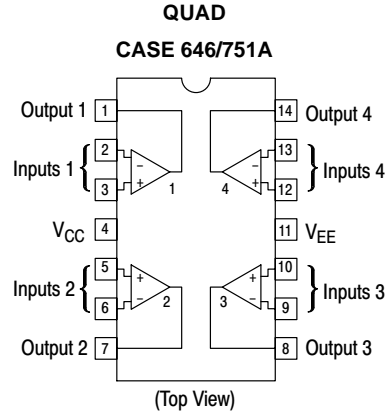 QUAD
CASE 646/751A
Output 1 1 14 Output 4
2 − − 13
Inputs 1 1 4 Inputs 4
3 + + 12
VCC 4 11 VEE
5 + + 10
Inputs 2 2 3 Inputs 3
6 − − 9
Output 2 7 8 Output 3
(Top View)